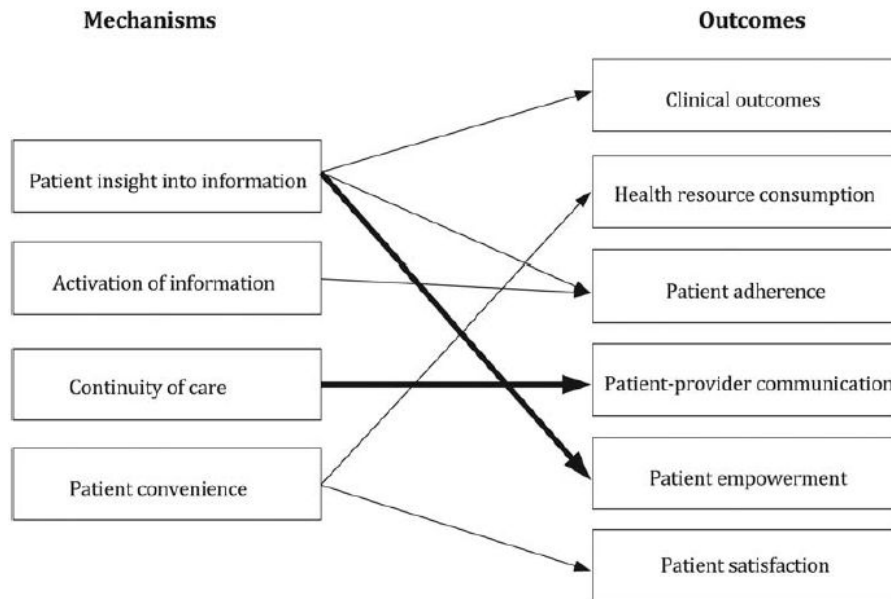 Mechanisms
Outcomes
Patient insight into information
Activation of information
Continuity of care
Patient convenience
Clinical outcomes
Health resource consumption
Patient adherence
Patient-provider communication
Patient empowerment
Patient satisfaction